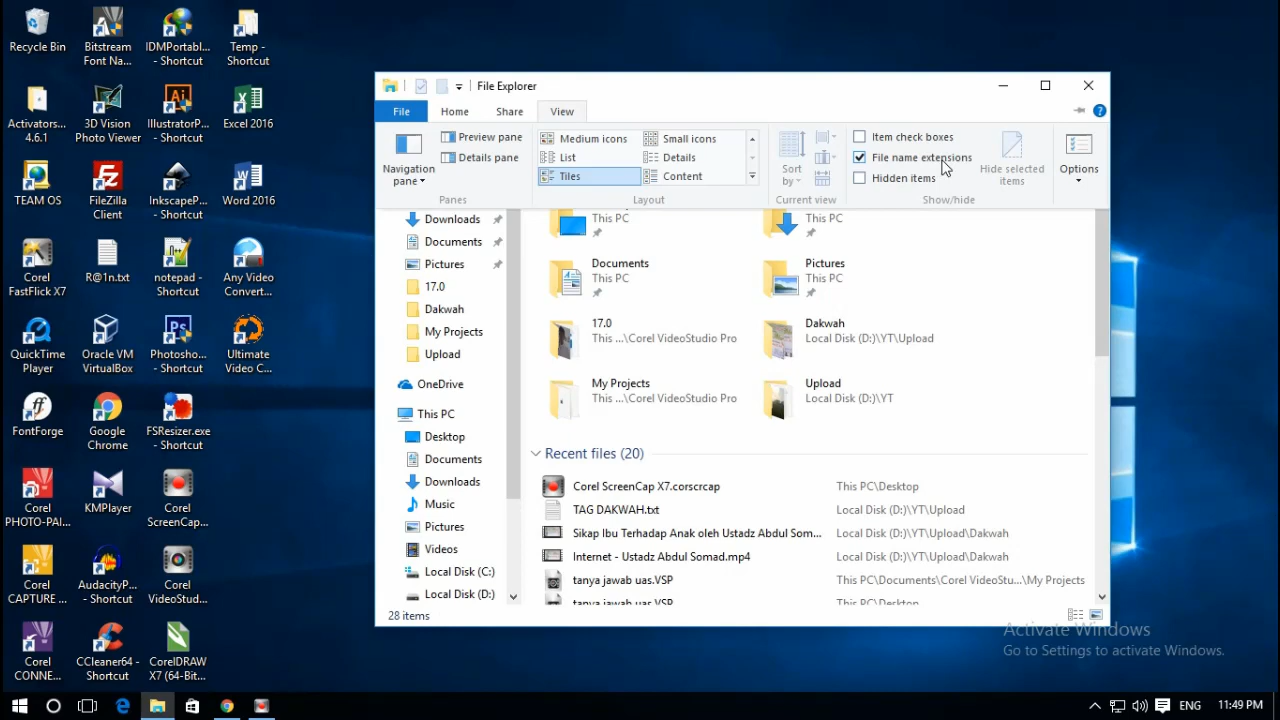 Recycle Bin
Bitstream
Font Na...
IDMPortabl...
- Shortcut
Temp -
Shortcut
Activators...
4.6.1
3D Vision
Photo Viewer
IllustratorP...
- Shortcut
Excel 2016
TEAM OS
FileZilla
Client
InkscapeP...
- Shortcut
Word 2016
Corel
FastFlick X7
R@1n.txt
notepad -
Shortcut
Any Video
Convert...
QuickTime
Player
Oracle VM
VirtualBox
Photosho...
- Shortcut
Ultimate
Video C...
FontForge
Google
Chrome
FSResizer.exe
- Shortcut
Corel
PHOTO-PAI...
KMPlayer
Corel
ScreenCap...
Corel
CAPTURE ...
AudacityP...
- Shortcut
Corel
VideoStud...
Corel
CONNE...
CCleaner64 -
Shortcut
CorelDRAW
X7 (64-Bit...
File Explorer
File
Home
Share
View
Navigation
pane
Preview pane
Details pane
Panes
Medium icons
Small icons
List
Details
Tiles
Content
Layout
Sort
by
Current view
Item check boxes
File name extensions
Hidden items
Hide selected
items
Show/hide
Options
Downloads
Documents
Pictures
17.0
Dakwah
My Projects
Upload
OneDrive
This PC
Desktop
Documents
Downloads
Music
Pictures
Videos
Local Disk (C:)
Local Disk (D:)
This PC
This PC
Documents
This PC
Pictures
This PC
17.0
This ...\Corel VideoStudio Pro
Dakwah
Local Disk (D:)\YT\Upload
My Projects
This ...\Corel VideoStudio Pro
Upload
Local Disk (D:)\YT
Recent files (20)
Corel ScreenCap X7.corscrcap This PC\Desktop
TAG DAKWAH.txt Local Disk (D:)\YT\Upload
Sikap Ibu Terhadap Anak oleh Ustadz Abdul Som... Local Disk (D:)\YT\Upload\Dakwah
Internet - Ustadz Abdul Somad.mp4 Local Disk (D:)\YT\Upload\Dakwah
tanya jawab uas.VSP This PC\Documents\Corel VideoStu...\My Projects
tanya jawab uas.VSP This PC\Desktop
28 items
Activate Windows
Go to Settings to activate Windows.
ENG
11:49 PM